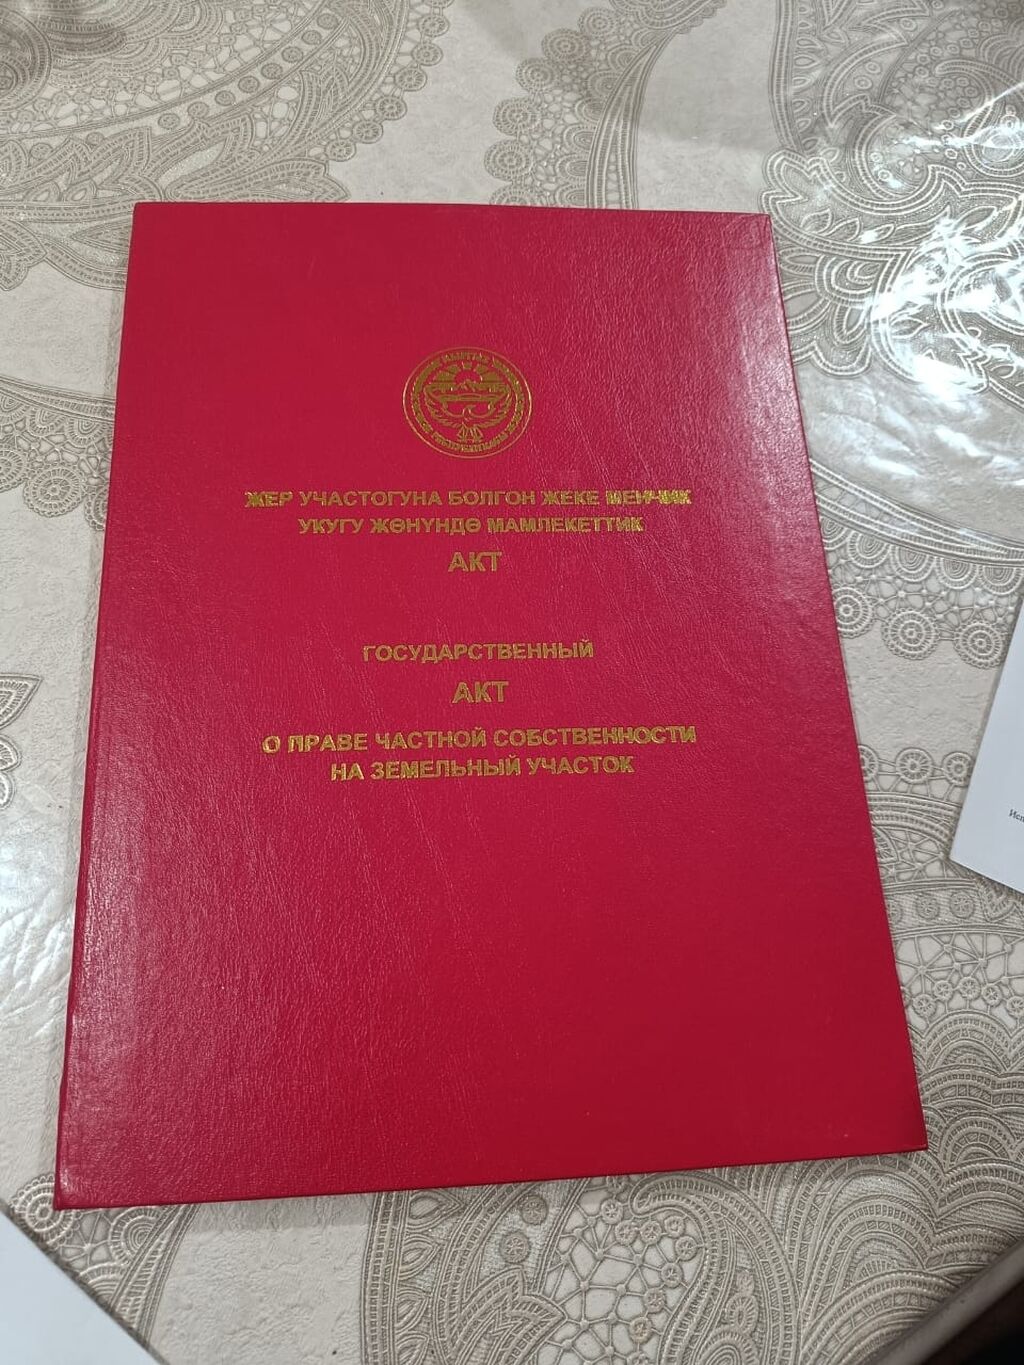 ЖЕР УЧАСТОГУНА БОЛГОН ЖЕКЕ МЕНЧИК
УКУГУ ЖӨНҮНДӨ МАМЛЕКЕТТИК
АКТ
ГОСУДАРСТВЕННЫЙ
АКТ
О ПРАВЕ ЧАСТНОЙ СОБСТВЕННОСТИ
НА ЗЕМЕЛЬНЫЙ УЧАСТОК